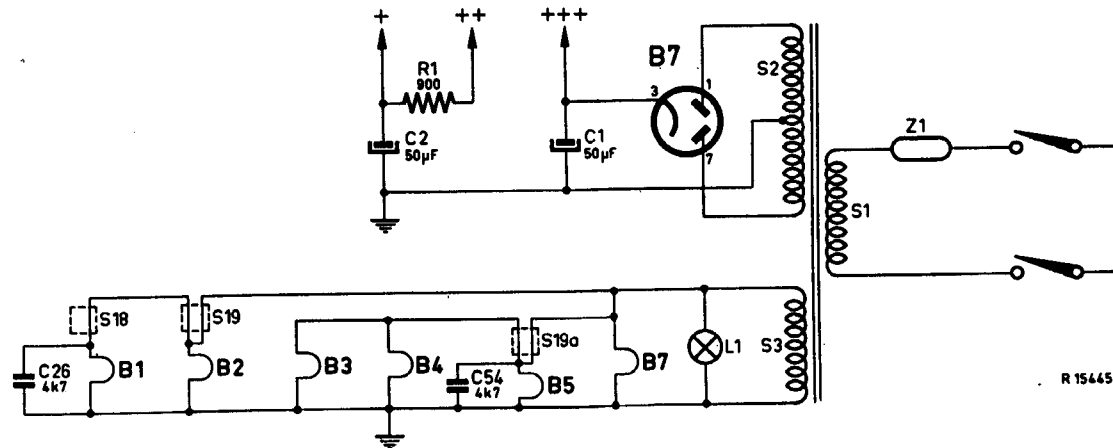 + ++ +++
R1
900
B7
3
1
7
S2
C2
50µF
C1
50µF
Z1
S1
S18
S19
S19a
B1
B2
B3
B4
B5
B7
L1
S3
C26
4k7
C54
4k7
R 15445